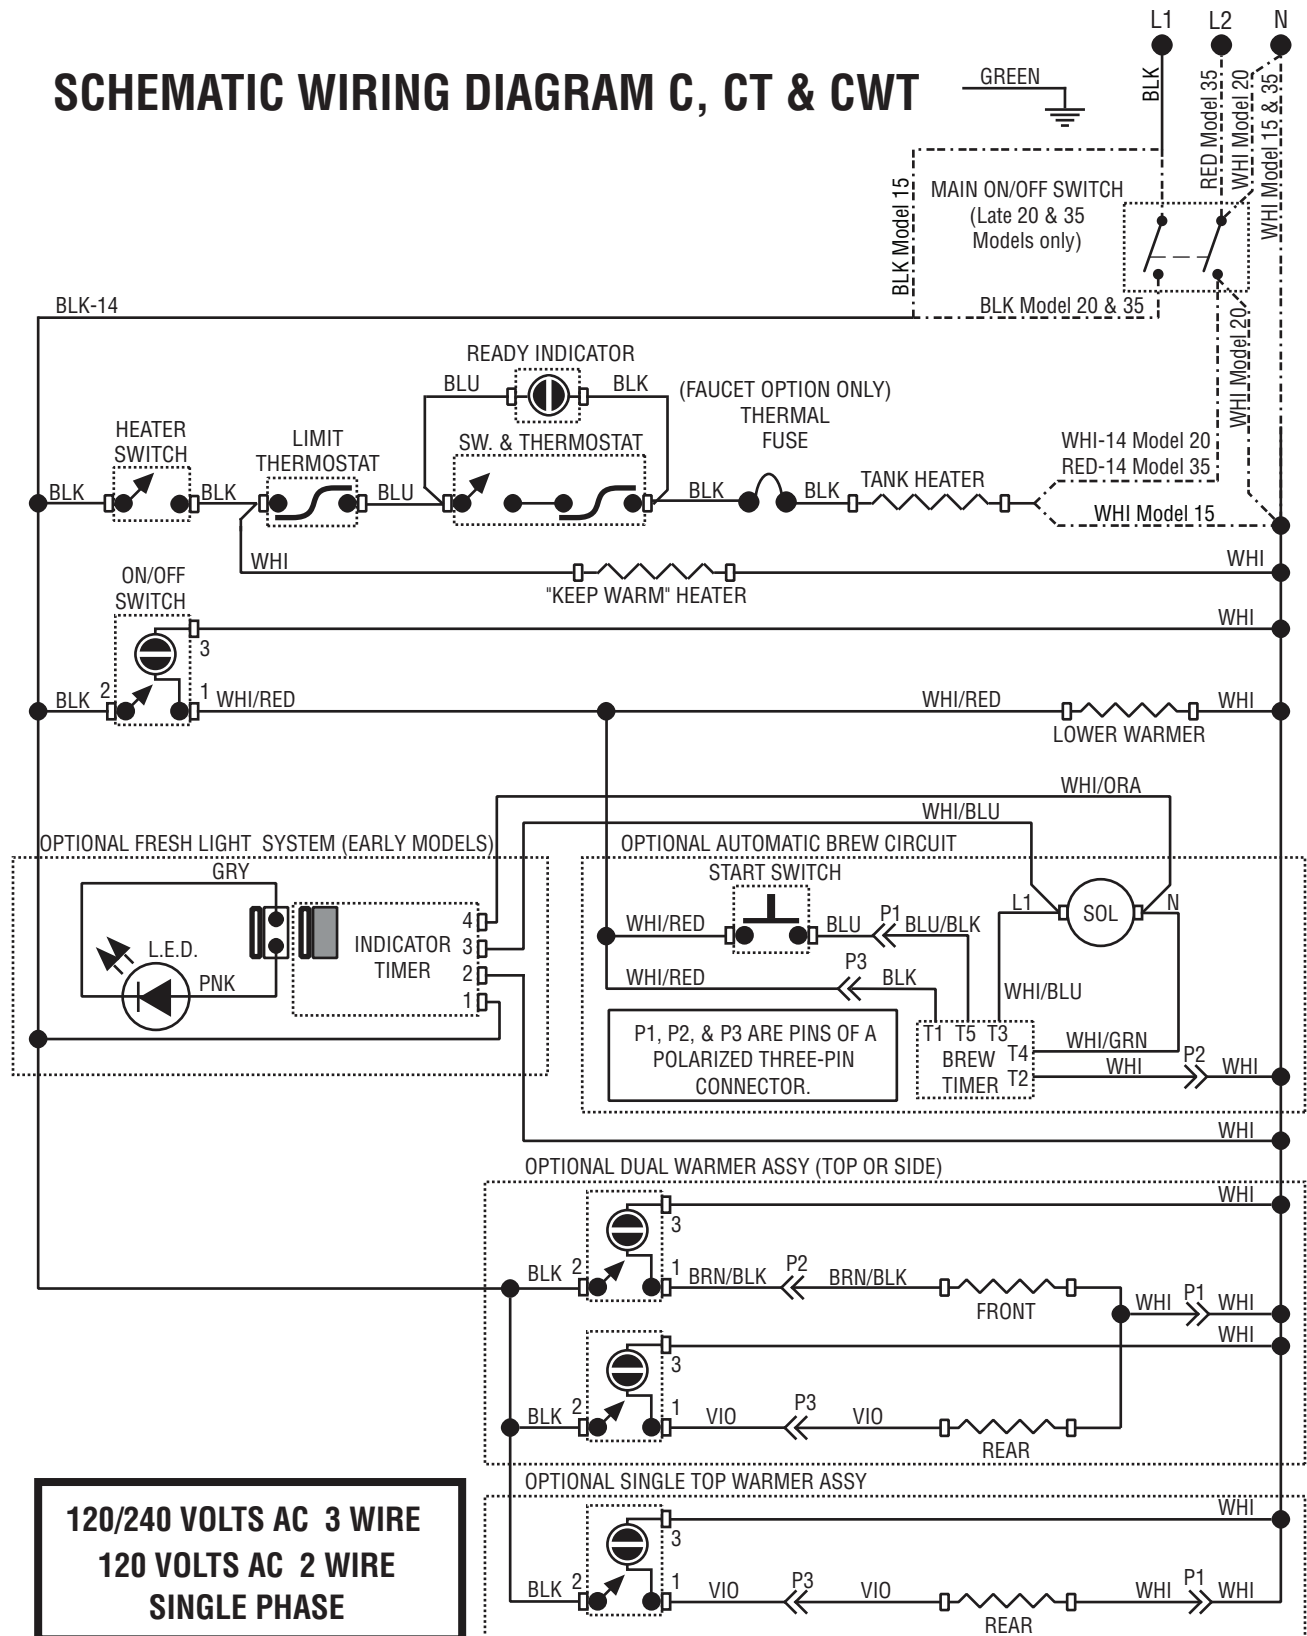 L1 L2 N
SCHEMATIC WIRING DIAGRAM C, CT & CWT
GREEN
BLK
RED Model 35
WHI Model 20
WHI Model 15 & 35
BLK Model 15
MAIN ON/OFF SWITCH
(Late 20 & 35
Models only)
BLK-14
BLK Model 20 & 35
WHI Model 20
READY INDICATOR
BLU BLK
(FAUCET OPTION ONLY)
THERMAL
FUSE
HEATER
SWITCH
LIMIT
THERMOSTAT
SW. & THERMOSTAT
WHI-14 Model 20
RED-14 Model 35
TANK HEATER
BLK BLK BLU BLK BLK
WHI Model 15
WHI WHI
"KEEP WARM" HEATER
ON/OFF
SWITCH
WHI
3
BLK 2 1 WHI/RED WHI/RED WHI
LOWER WARMER
WHI/ORA
WHI/BLU
OPTIONAL FRESH LIGHT SYSTEM (EARLY MODELS)
GRY
L.E.D.
PNK
INDICATOR
TIMER
4
3
2
1
OPTIONAL AUTOMATIC BREW CIRCUIT
START SWITCH
L1 SOL N
WHI/RED BLU P1 BLU/BLK
WHI/RED P3 BLK
WHI/BLU
P1, P2, & P3 ARE PINS OF A
POLARIZED THREE-PIN
CONNECTOR.
T1 T5 T3
BREW
TIMER
T4
T2
WHI/GRN
WHI P2 WHI
WHI
OPTIONAL DUAL WARMER ASSY (TOP OR SIDE)
WHI
3
BLK 2 1 BRN/BLK P2 BRN/BLK
FRONT
WHI P1 WHI
WHI
3
BLK 2 1 VIO P3 VIO
REAR
OPTIONAL SINGLE TOP WARMER ASSY
WHI
3
BLK 2 1 VIO P3 VIO WHI P1 WHI
REAR
120/240 VOLTS AC 3 WIRE
120 VOLTS AC 2 WIRE
SINGLE PHASE